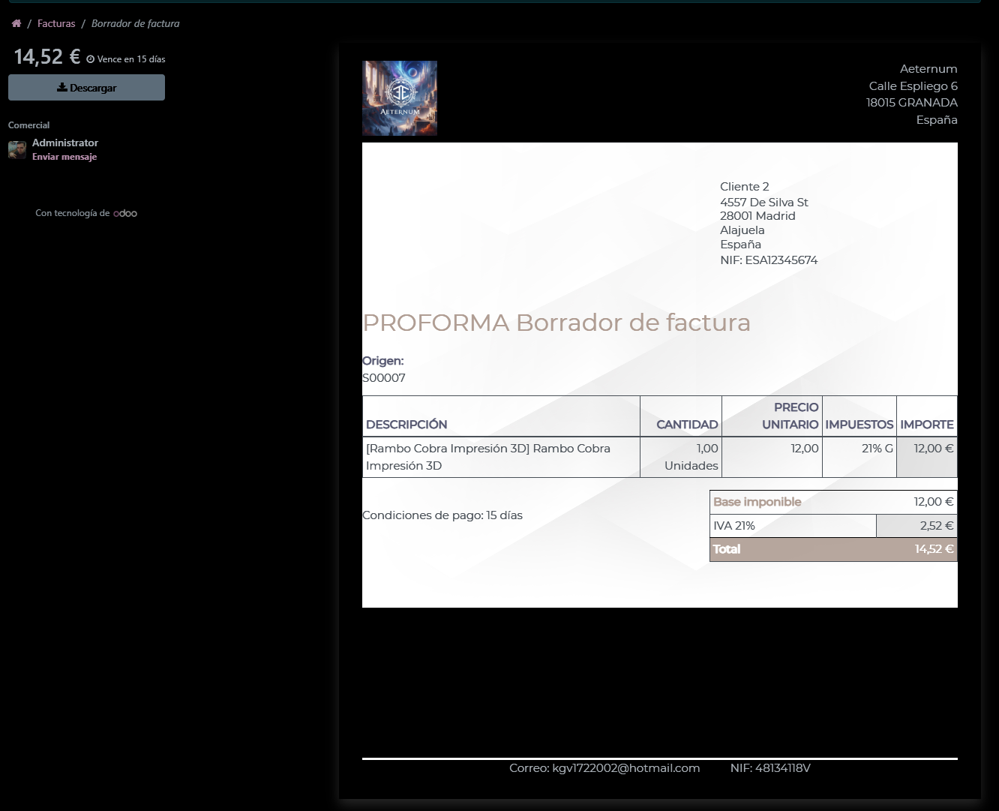 / Facturas / Borrador de factura
14,52 € Vence en 15 días
Descargar
Comercial
Administrator
Enviar mensaje
Con tecnología de odoo
AETERNUM
Aeternum
Calle Espliego 6
18015 GRANADA
España
Cliente 2
4557 De Silva St
28001 Madrid
Alajuela
España
NIF: ESA12345674
PROFORMA Borrador de factura
Origen:
S00007
PRECIO
DESCRIPCIÓN CANTIDAD UNITARIO IMPUESTOS IMPORTE
[Rambo Cobra Impresión 3D] Rambo Cobra 1,00 12,00 21% G 12,00 €
Impresión 3D Unidades
Base imponible 12,00 €
Condiciones de pago: 15 días
IVA 21% 2,52 €
Total 14,52 €
Correo: kgv1722002@hotmail.com NIF: 48134118V